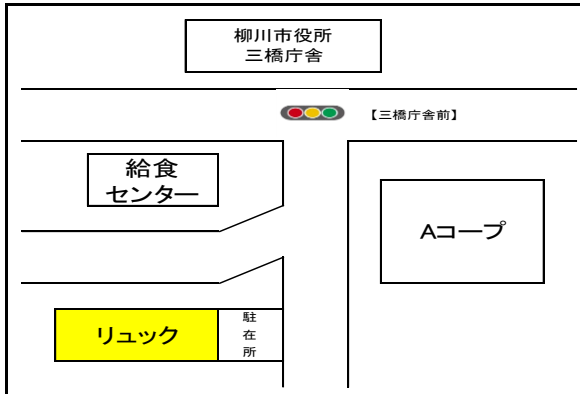 柳川市役所
三橋庁舎
【三橋庁舎前】
給食
センター
Aコープ
リュック
駐
在
所